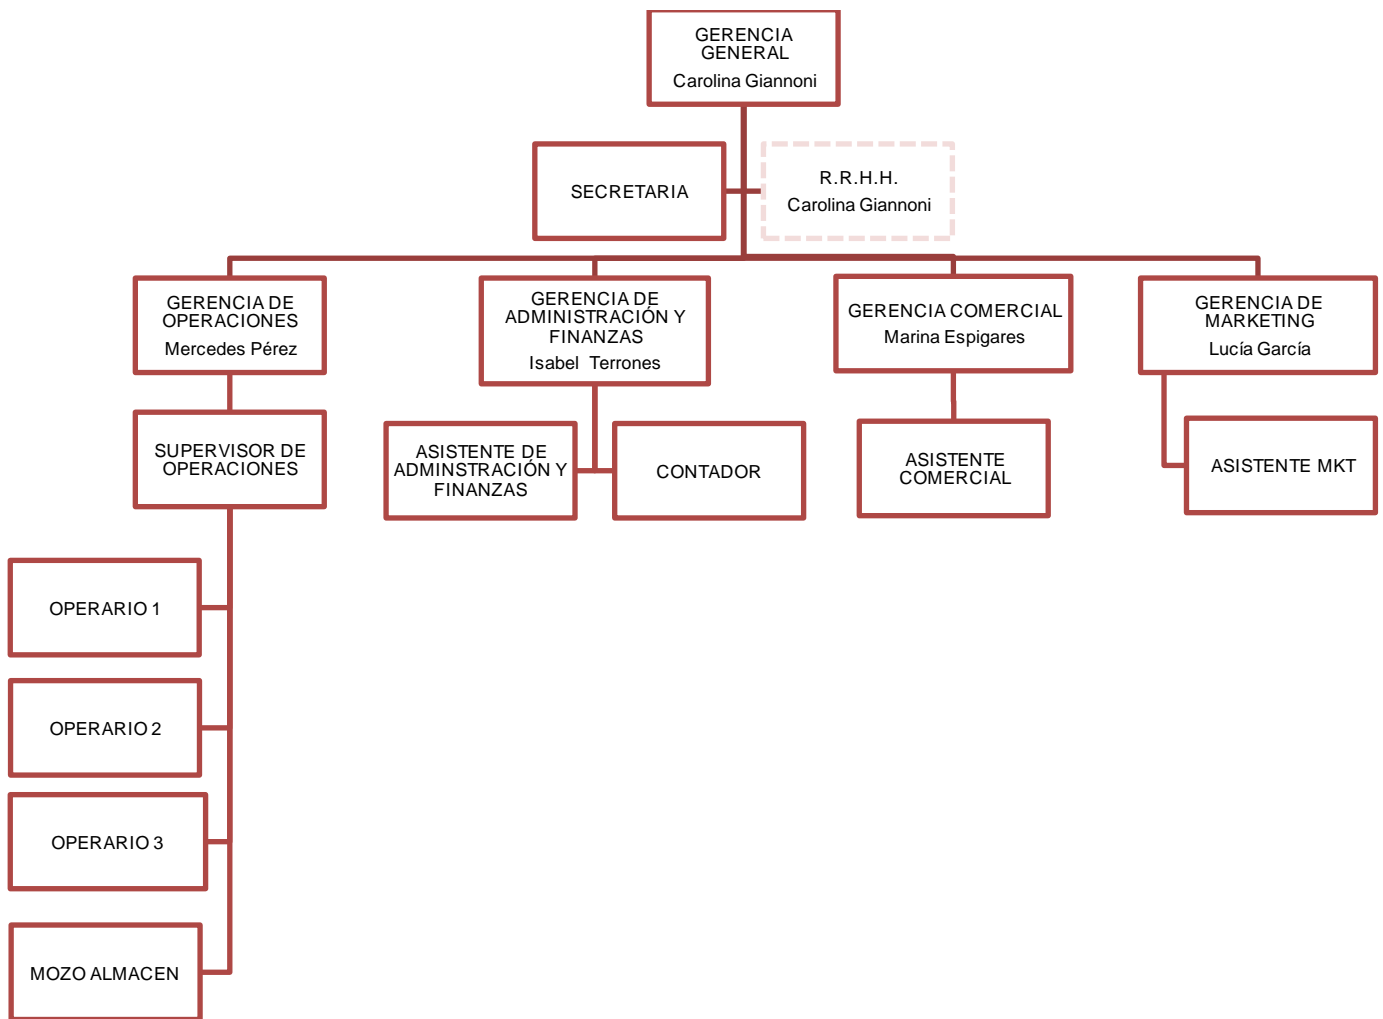 GERENCIA
GENERAL
Carolina Giannoni
SECRETARIA
R.R.H.H.
Carolina Giannoni
GERENCIA DE
OPERACIONES
Mercedes Pérez
GERENCIA DE
ADMINISTRACIÓN Y
FINANZAS
Isabel Terrones
GERENCIA COMERCIAL
Marina Espigares
GERENCIA DE
MARKETING
Lucía García
SUPERVISOR DE
OPERACIONES
ASISTENTE DE
ADMINSTRACIÓN Y
FINANZAS
CONTADOR
ASISTENTE
COMERCIAL
ASISTENTE MKT
OPERARIO 1
OPERARIO 2
OPERARIO 3
MOZO ALMACEN